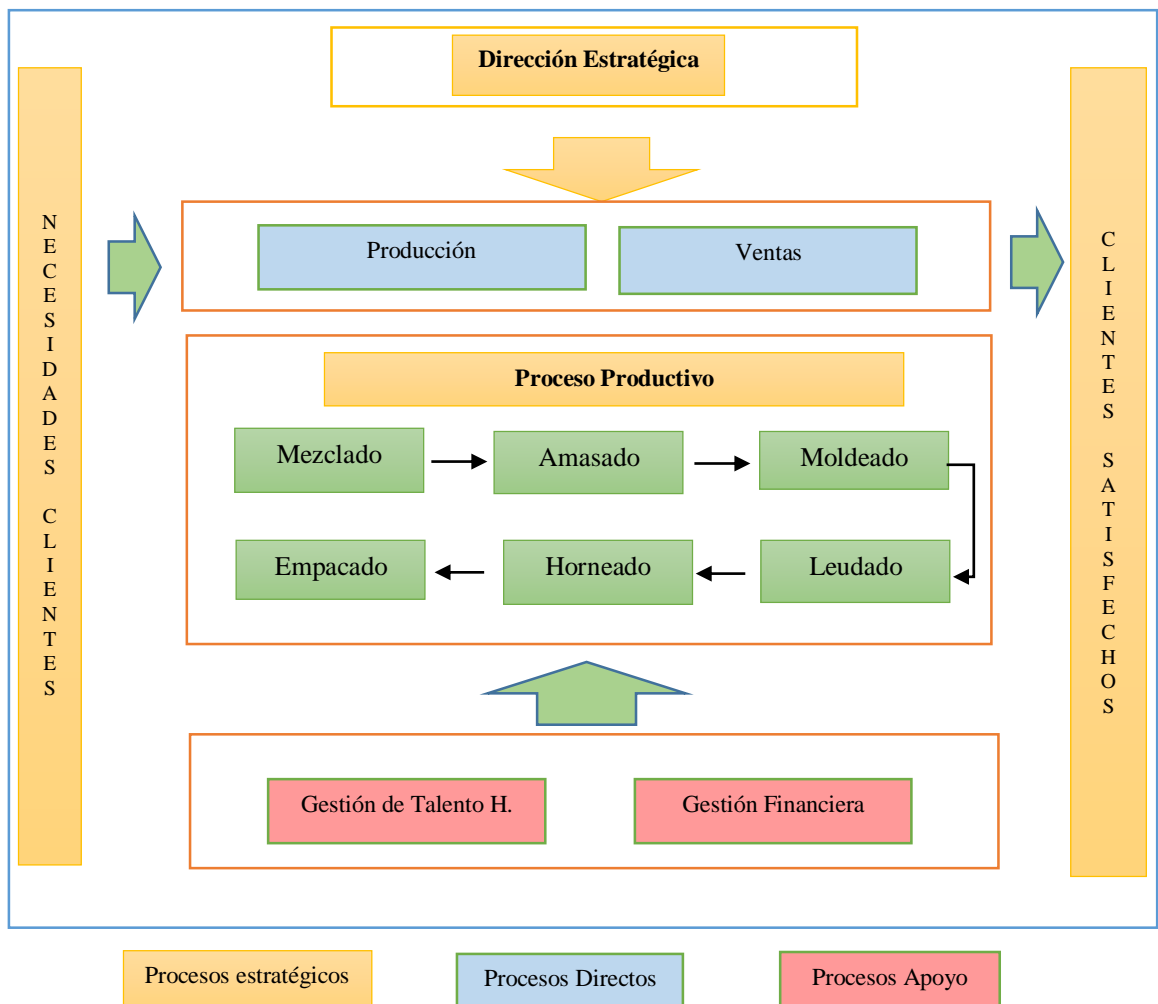 Dirección Estratégica
NECESIDADES CLIENTES
Producción
Ventas
CLIENTES SATISFECHOS
Proceso Productivo
Mezclado
Amasado
Moldeado
Empacado
Horneado
Leudado
Gestión de Talento H.
Gestión Financiera
Procesos estratégicos
Procesos Directos
Procesos Apoyo